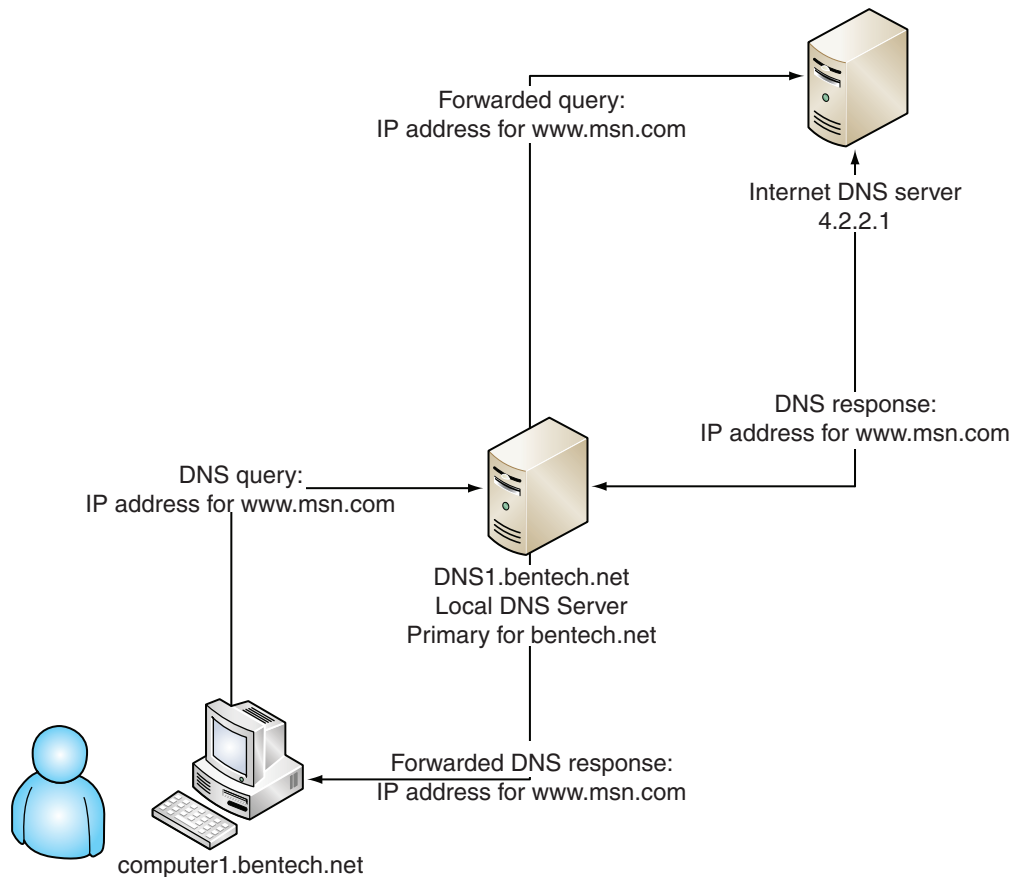 Forwarded query:
IP address for www.msn.com
Internet DNS server
4.2.2.1
DNS response:
IP address for www.msn.com
DNS query:
IP address for www.msn.com
DNS1.bentech.net
Local DNS Server
Primary for bentech.net
Forwarded DNS response:
IP address for www.msn.com
computer1.bentech.net